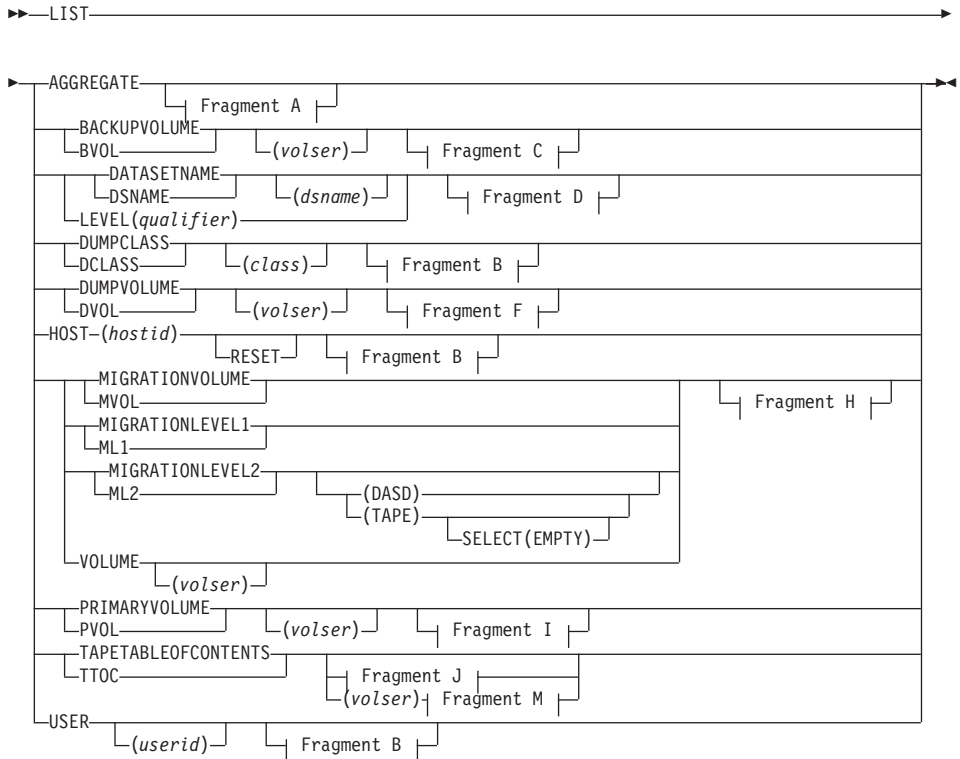 LIST
AGGREGATE
Fragment A
BACKUPVOLUME
BVOL (volser) Fragment C
DATASETNAME
DSNAME (dsname) Fragment D
LEVEL(qualifier)
DUMPCLASS
DCLASS (class) Fragment B
DUMPVOLUME
DVOL (volser) Fragment F
HOST (hostid)
RESET Fragment B
MIGRATIONVOLUME
MVOL Fragment H
MIGRATIONLEVEL1
ML1
MIGRATIONLEVEL2
ML2 (DASD)
(TAPE)
SELECT(EMPTY)
VOLUME
(volser)
PRIMARYVOLUME
PVOL (volser) Fragment I
TAPETABLEOFCONTENTS
TTOC Fragment J
(volser) Fragment M
USER
(userid) Fragment B